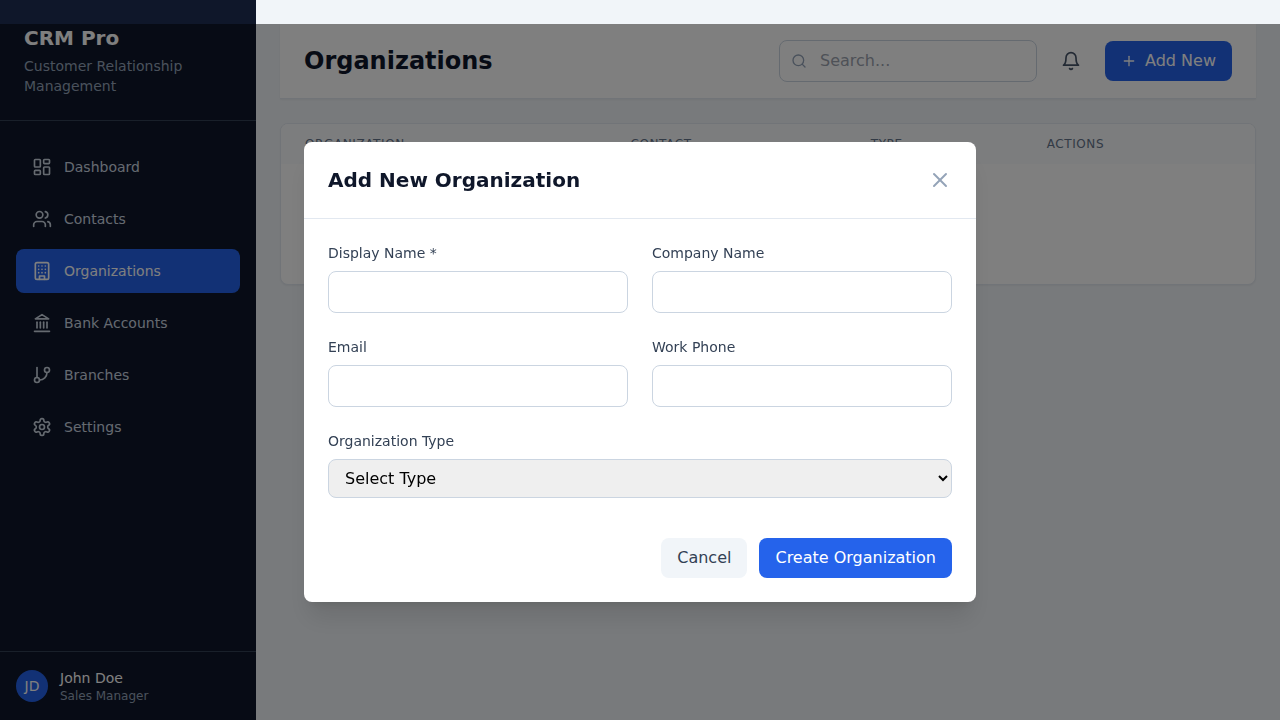 CRM Pro
Customer Relationship
Management
Dashboard
Contacts
Organizations
Bank Accounts
Branches
Settings
JD
John Doe
Sales Manager
Organizations
Search...
Add New
ORGANIZATION CONTACT TYPE ACTIONS
Add New Organization
Display Name * Company Name
Email Work Phone
Organization Type
Select Type
Cancel Create Organization